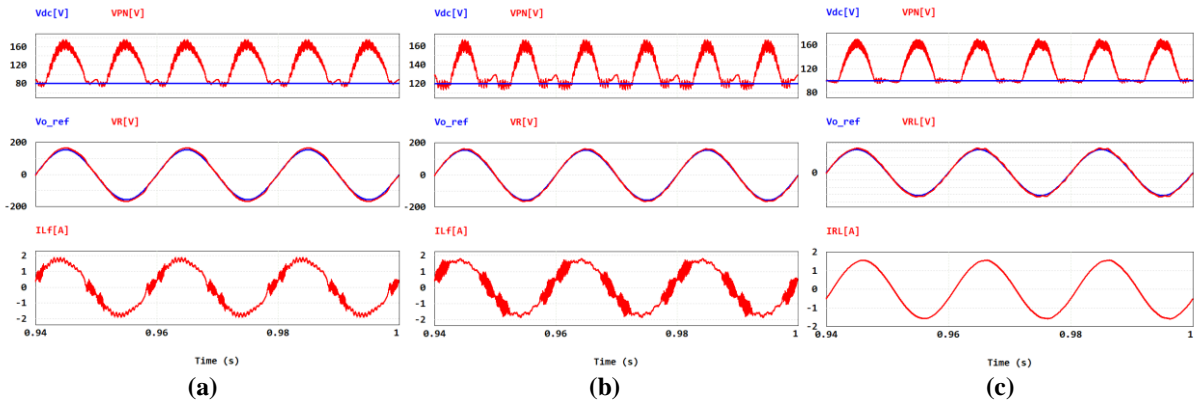 Vdc[V] VPN[V]
160
120
80
Vo_ref VR[V]
200
0
-200
ILf[A]
2
1
0
-1
-2
0.94 0.96 0.98 1
Time (s)
(a)
Vdc[V] VPN[V]
160
140
120
Vo_ref VR[V]
200
0
-200
ILf[A]
2
1
0
-1
-2
0.94 0.96 0.98 1
Time (s)
(b)
Vdc[V] VPN[V]
160
120
80
Vo_ref VRL[V]
0
IRL[A]
2
1
0
-1
-2
0.94 0.96 0.98 1
Time (s)
(c)